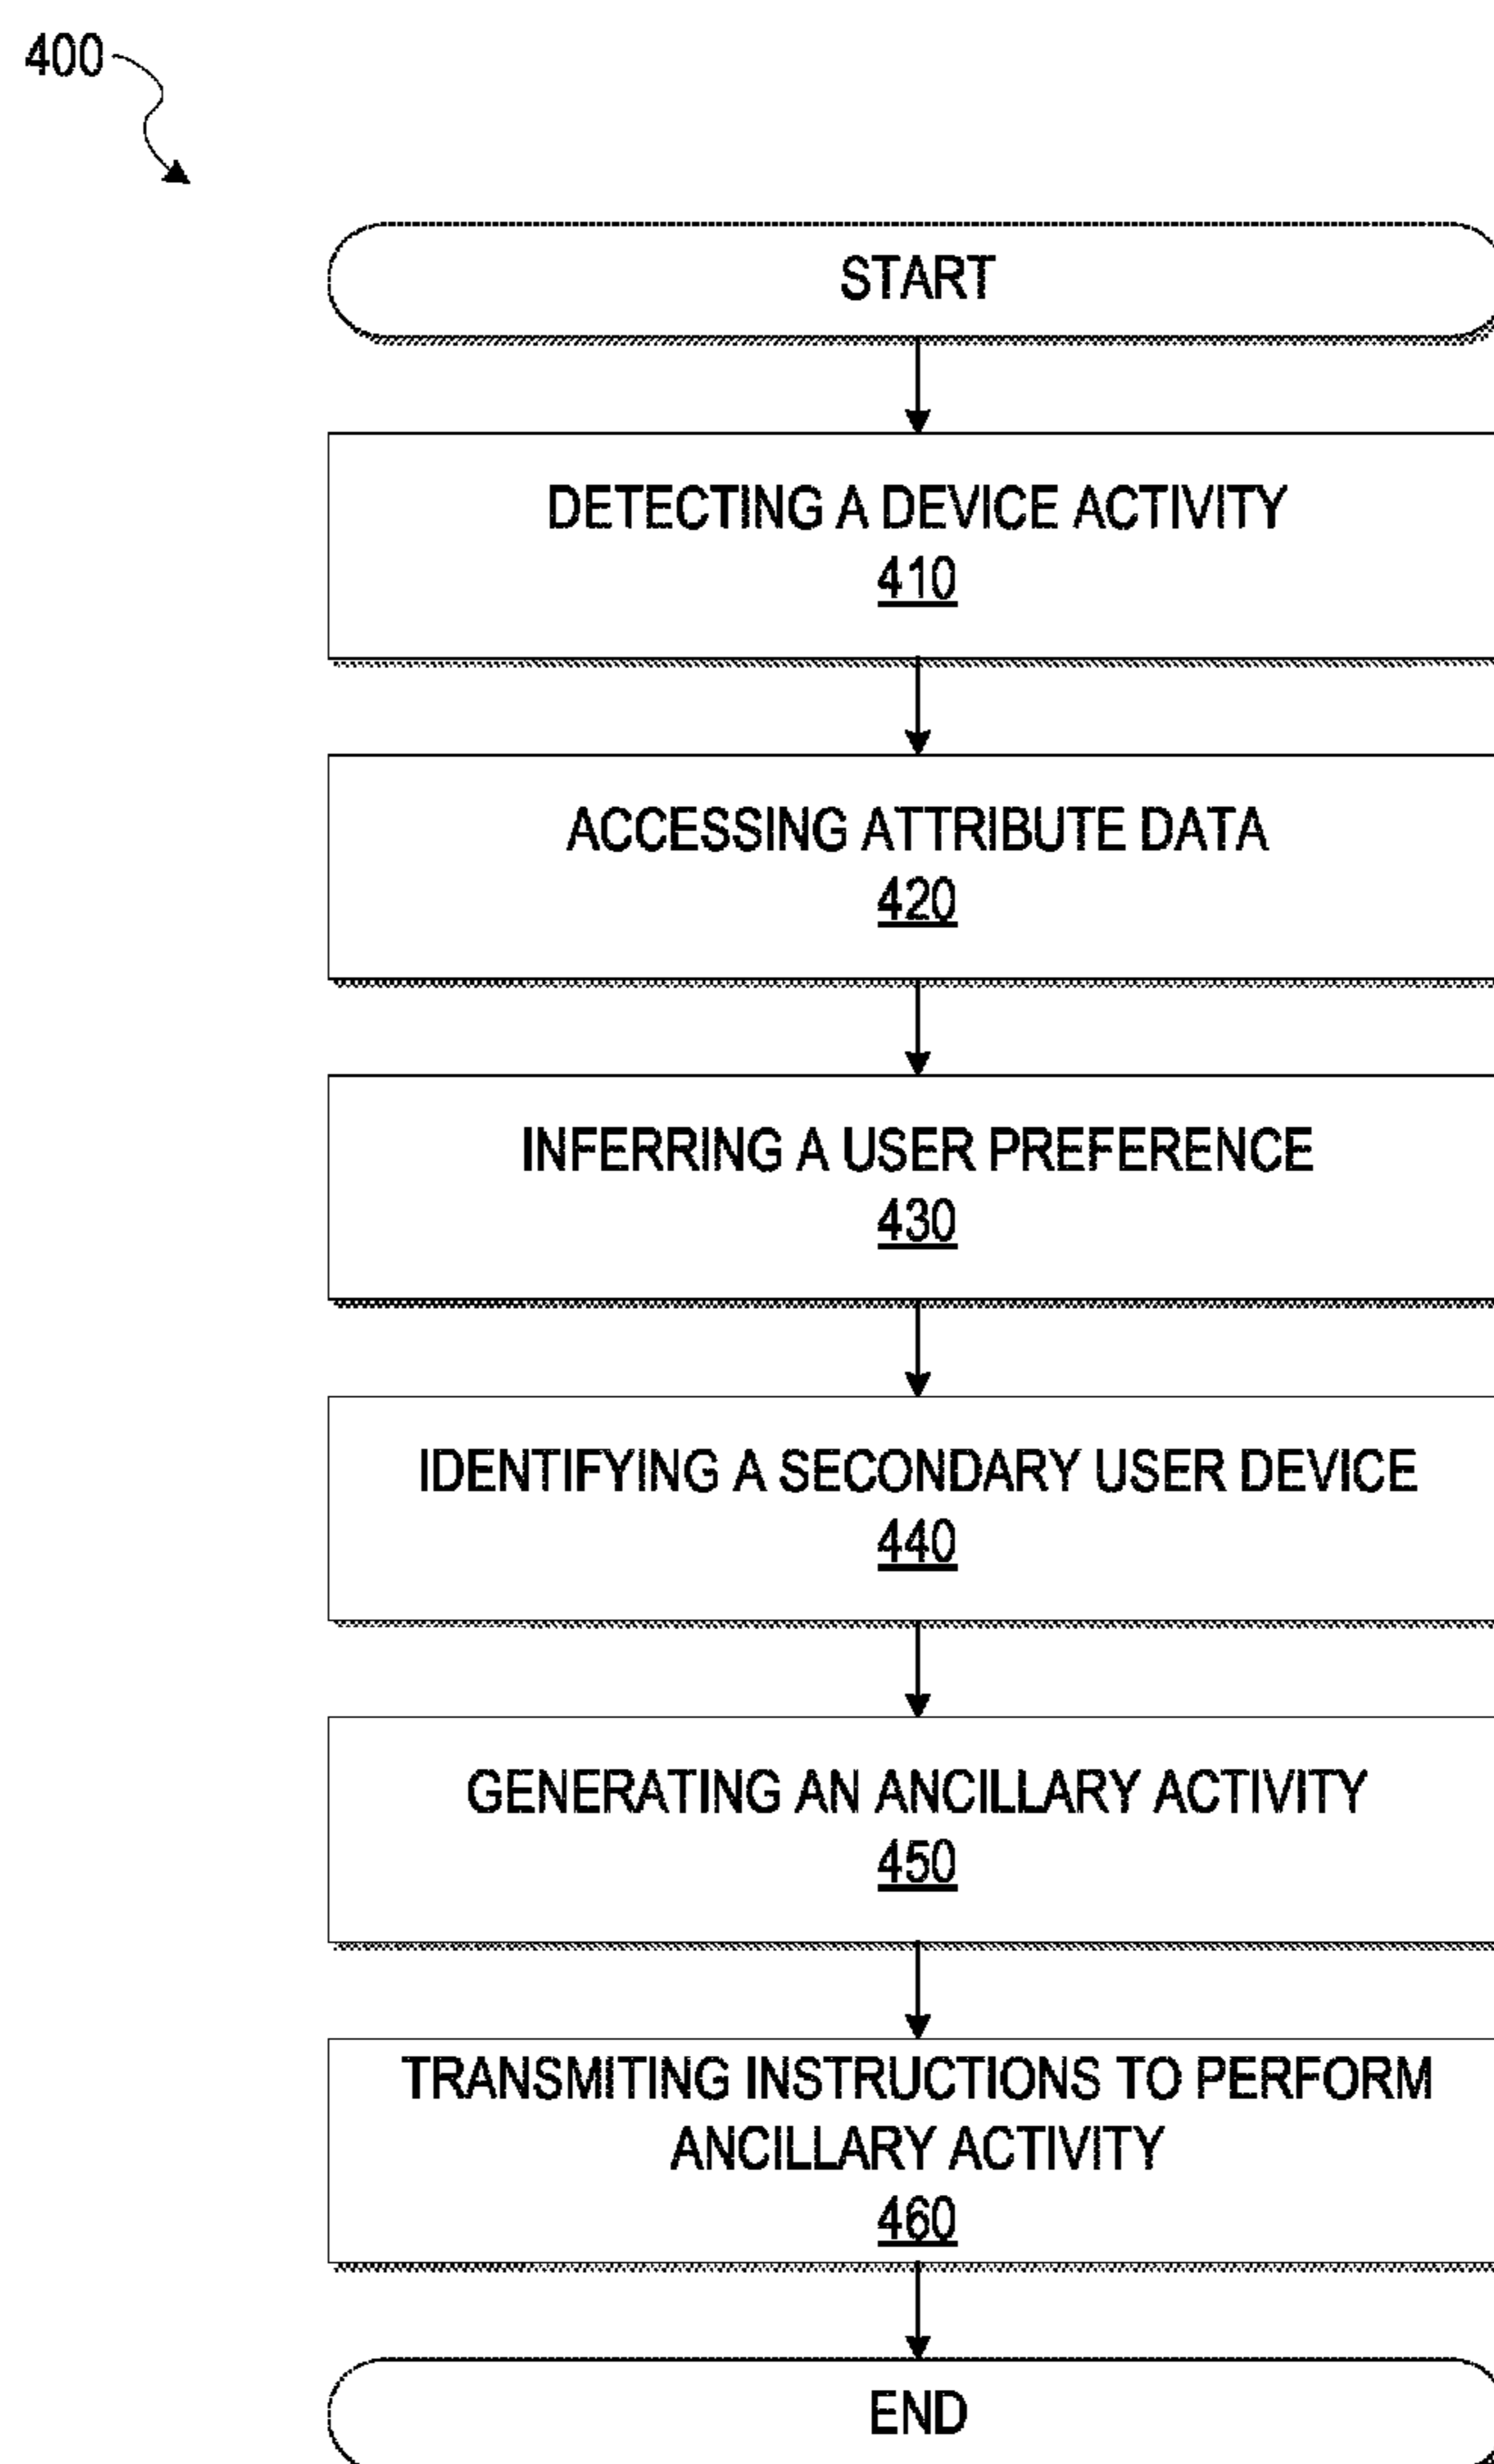 400
START
DETECTING A DEVICE ACTIVITY
410
ACCESSING ATTRIBUTE DATA
420
INFERRING A USER PREFERENCE
430
IDENTIFYING A SECONDARY USER DEVICE
440
GENERATING AN ANCILLARY ACTIVITY
450
TRANSMITING INSTRUCTIONS TO PERFORM
ANCILLARY ACTIVITY
460
END